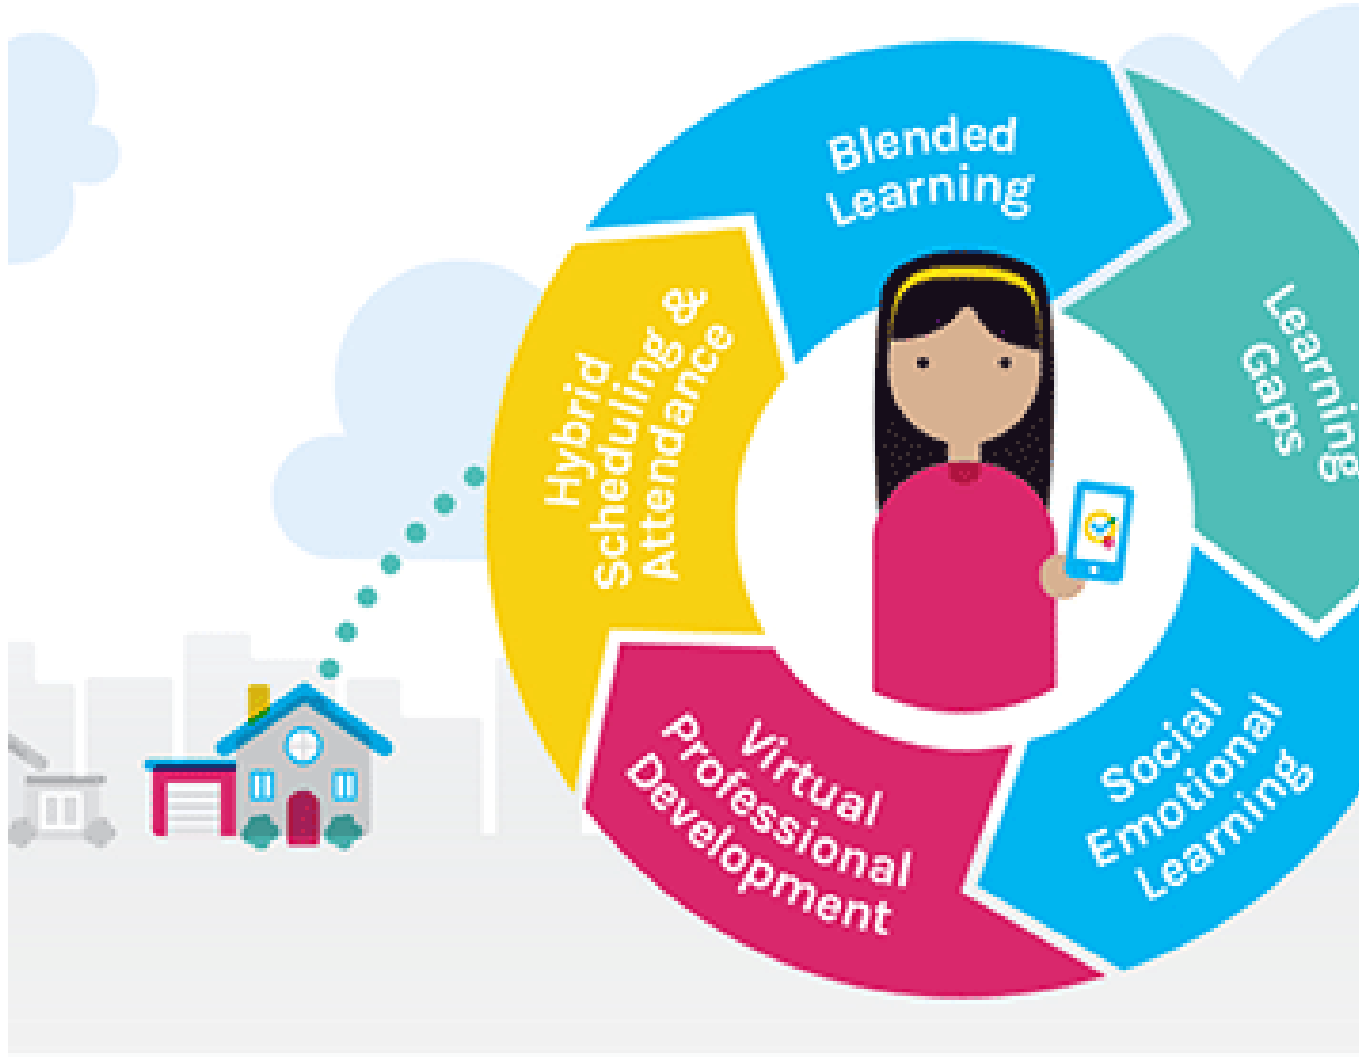 Blended
Learning
Learning
Gaps
Social
Emotional
Learning
Virtual
Professional
Development
Hybrid
Scheduling &
Attendance